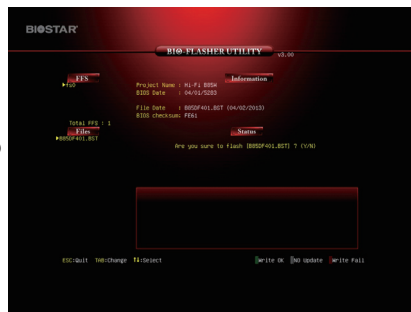 BIOSTAR
BIO-FLASHER UTILITY v3.00
FFS
fs0
Total FFS : 1
Files
B85DF401.BST
Information
Project Name : Hi-Fi B85W
BIOS Date : 04/01/5203
File Date : B85DF401.BST (04/02/2013)
BIOS checksum: FE61
Status
Are you sure to flash [B85DF401.BST] ? (Y/N)
ESC:Quit TAB:Change ↑↓:Select
Write OK NO Update Write Fail